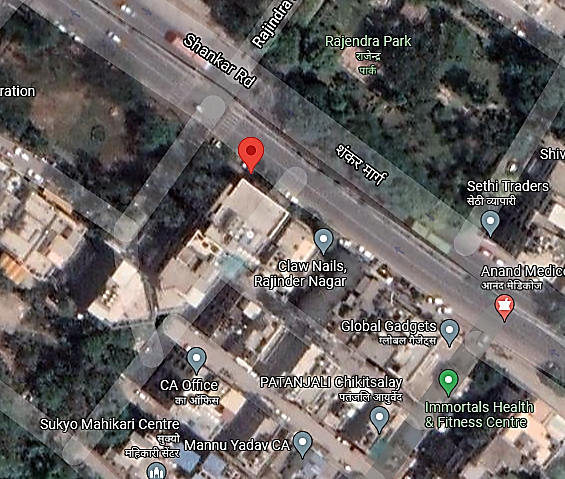 Rajindra
Shankar Rd
Rajendra Park
राजेन्द्र
पार्क
ration
शंकर मार्ग
Shiv
Sethi Traders
सेठी व्यापारी
Claw Nails,
Rajinder Nagar
Anand Medico
आनंद मेडिकोज
Global Gadgets
ग्लोबल गैजेट्स
CA Office
का ऑफिस
PATANJALI Chikitsalay
पतंजलि आयुर्वेद
Immortals Health
& Fitness Centre
Sukyo Mahikari Centre
सुक्यो
महिकारी सेंटर
Mannu Yadav CA